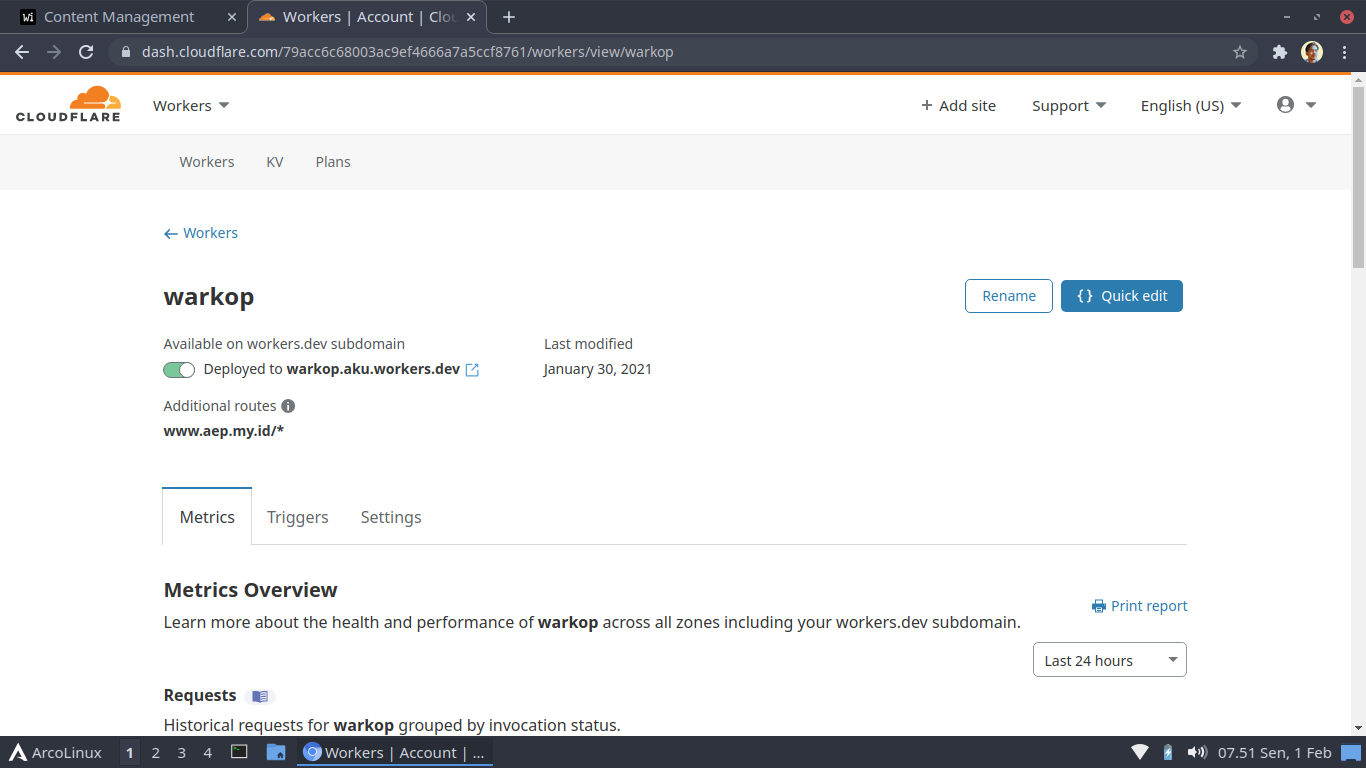 Content Management
Workers | Account | Clou
dash.cloudflare.com/79acc6c68003ac9ef4666a7a5ccf8761/workers/view/warkop
CLOUDFLARE
Workers
+ Add site
Support
English (US)
Workers
KV
Plans
← Workers
warkop
Rename
{ } Quick edit
Available on workers.dev subdomain
Last modified
Deployed to warkop.aku.workers.dev
January 30, 2021
Additional routes
www.aep.my.id/*
Metrics
Triggers
Settings
Metrics Overview
Print report
Learn more about the health and performance of warkop across all zones including your workers.dev subdomain.
Last 24 hours
Requests
Historical requests for warkop grouped by invocation status.
ArcoLinux
1
2
3
4
Workers | Account | ...
07.51 Sen, 1 Feb